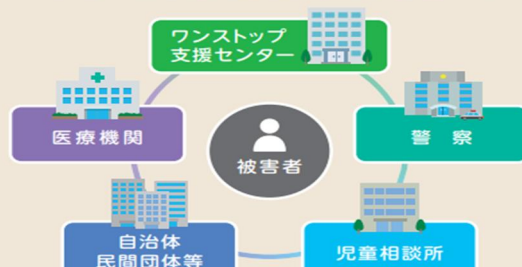 ワンストップ
支援センター
医療機関
警察
被害者
自治体
民間団体等
児童相談所